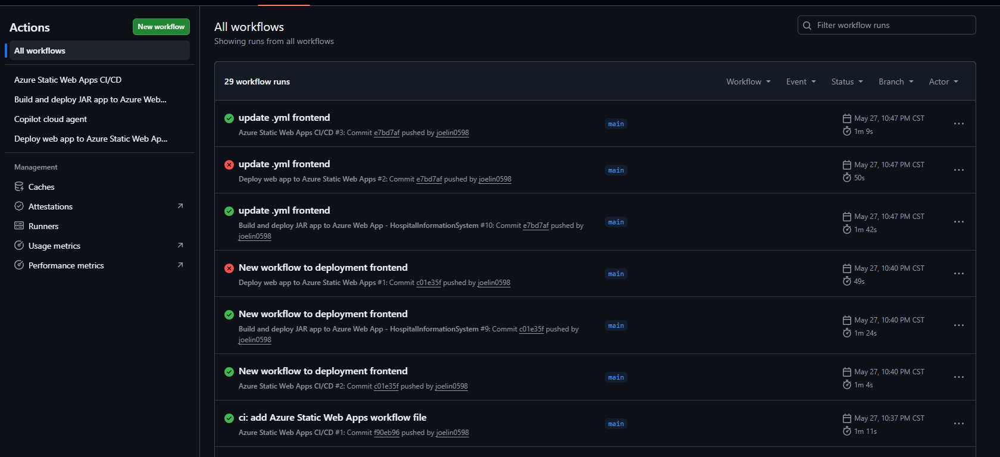 Actions
New workflow
All workflows
Azure Static Web Apps CI/CD
Build and deploy JAR app to Azure Web...
Copilot cloud agent
Deploy web app to Azure Static Web Ap...
Management
Caches
Attestations
Runners
Usage metrics
Performance metrics
All workflows
Showing runs from all workflows
Filter workflow runs
29 workflow runs
Workflow Event Status Branch Actor
update .yml frontend
Azure Static Web Apps CI/CD #3: Commit e7bd7af pushed by joelin0598
main
May 27, 10:47 PM CST
1m 9s
update .yml frontend
Deploy web app to Azure Static Web Apps #2: Commit e7bd7af pushed by joelin0598
main
May 27, 10:47 PM CST
50s
update .yml frontend
Build and deploy JAR app to Azure Web App - HospitalInformationSystem #10: Commit e7bd7af pushed by
joelin0598
main
May 27, 10:47 PM CST
1m 42s
New workflow to deployment frontend
Deploy web app to Azure Static Web Apps #1: Commit c01e35f pushed by joelin0598
main
May 27, 10:40 PM CST
49s
New workflow to deployment frontend
Build and deploy JAR app to Azure Web App - HospitalInformationSystem #9: Commit c01e35f pushed by
joelin0598
main
May 27, 10:40 PM CST
1m 24s
New workflow to deployment frontend
Azure Static Web Apps CI/CD #2: Commit c01e35f pushed by joelin0598
main
May 27, 10:40 PM CST
1m 4s
ci: add Azure Static Web Apps workflow file
Azure Static Web Apps CI/CD #1: Commit f90eb96 pushed by joelin0598
main
May 27, 10:37 PM CST
1m 11s